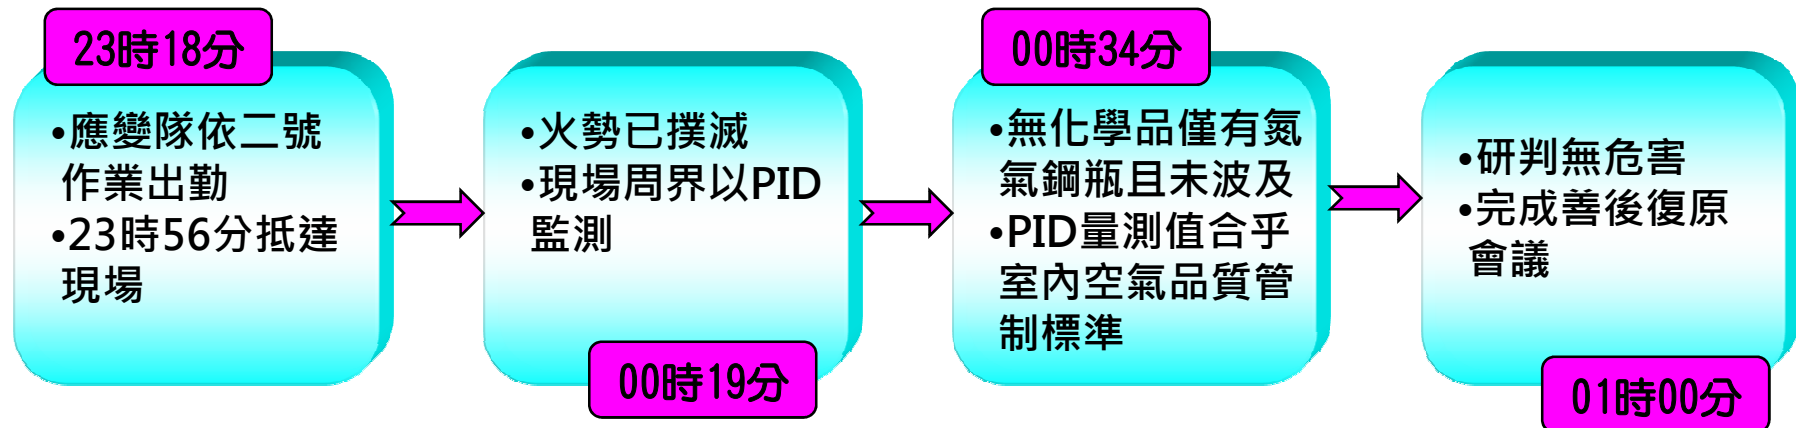 23時18分
•應變隊依二號
作業出勤
•23時56分抵達
現場
•火勢已撲滅
•現場周界以PID
監測
00時19分
00時34分
•無化學品僅有氮
氣鋼瓶且未波及
•PID量測值合乎
室內空氣品質管
制標準
•研判無危害
•完成善後復原
會議
01時00分